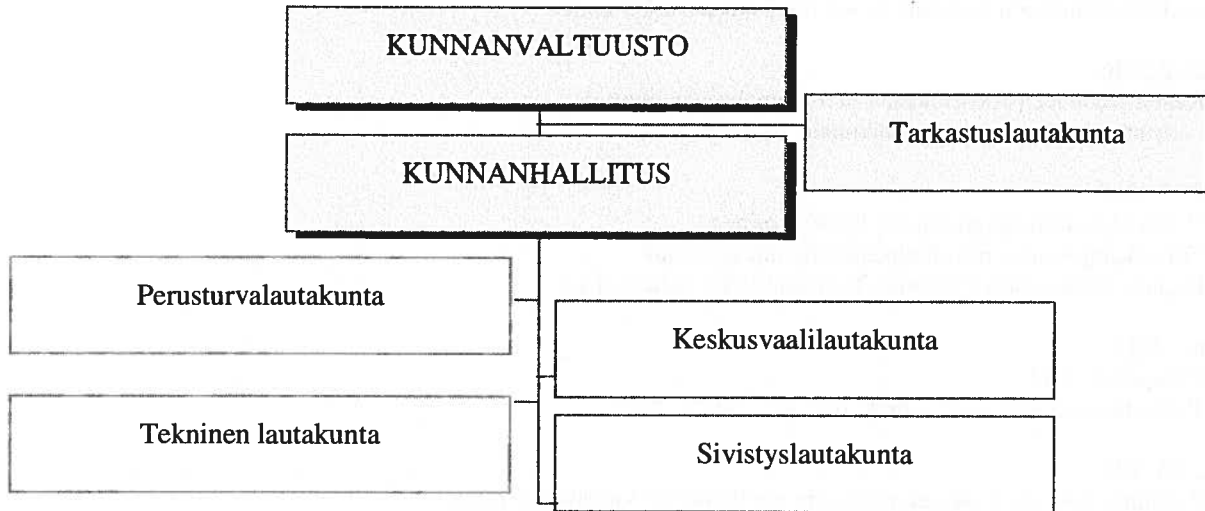 KUNNANVALTUUSTO
Tarkastuslautakunta
KUNNANHALLITUS
Perusturvalautakunta
Keskusvaalilautakunta
Tekninen lautakunta
Sivistyslautakunta